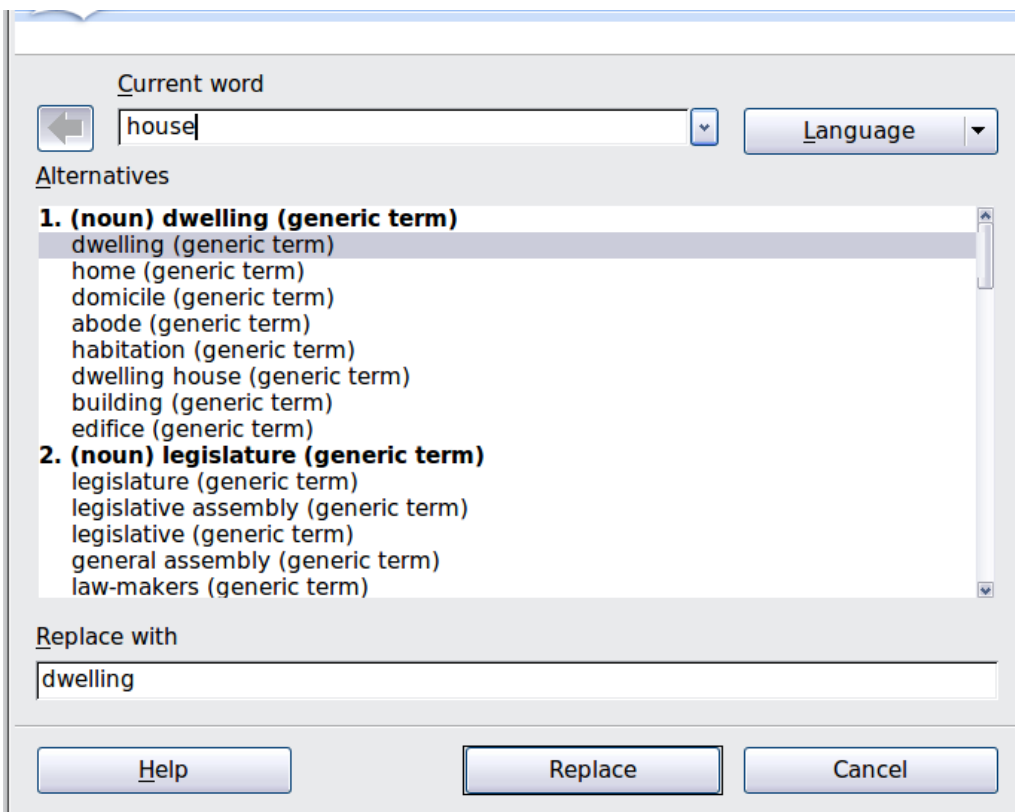 Current word
house
Language
Alternatives
1. (noun) dwelling (generic term)
dwelling (generic term)
home (generic term)
domicile (generic term)
abode (generic term)
habitation (generic term)
dwelling house (generic term)
building (generic term)
edifice (generic term)
2. (noun) legislature (generic term)
legislature (generic term)
legislative assembly (generic term)
legislative (generic term)
general assembly (generic term)
law-makers (generic term)
Replace with
dwelling
Help Replace Cancel